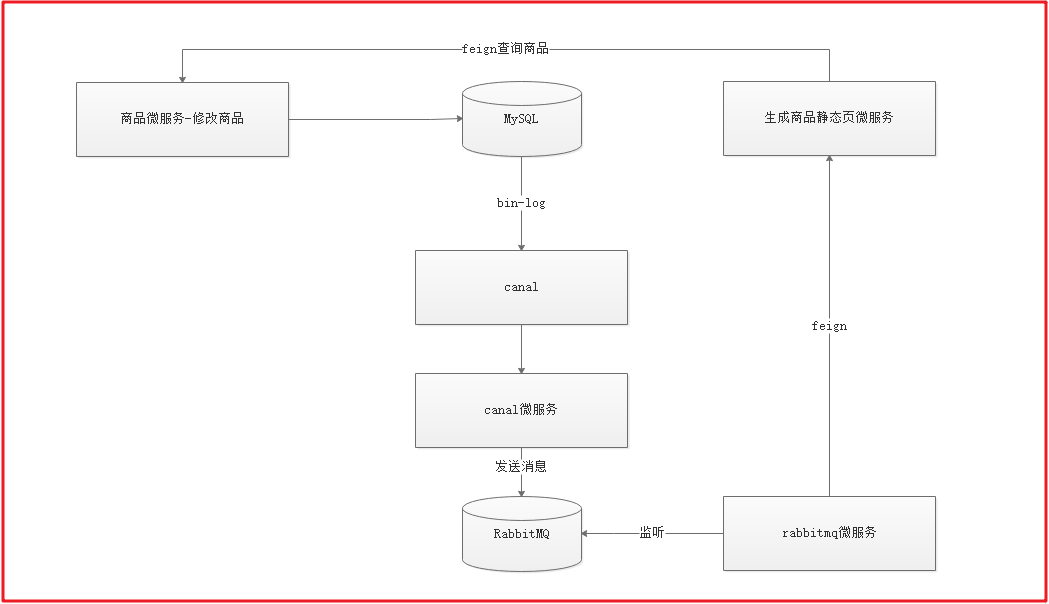 feign查询商品
商品微服务-修改商品
MySQL
生成商品静态页微服务
bin-log
canal
feign
canal微服务
发送消息
RabbitMQ
监听
rabbitmq微服务